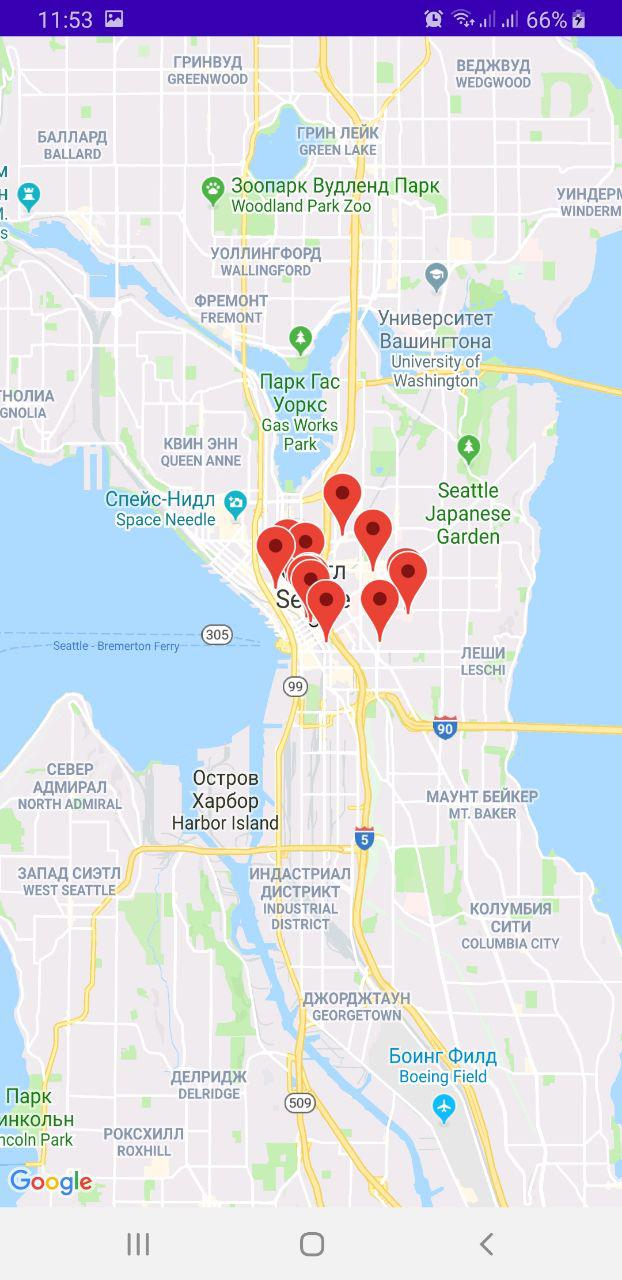 11:53
66%
ГРИНВУД
GREENWOOD
ВЕДЖВУД
WEDGWOOD
БАЛЛАРД
BALLARD
ГРИН ЛЕЙК
GREEN LAKE
Зоопарк Вудленд Парк
Woodland Park Zoo
УИНДЕРМ
WINDERM
УОЛЛИНГФОРД
WALLINGFORD
ФРЕМОНТ
FREMONT
Университет
Вашингтона
University of
Washington
Парк Гас
Уоркс
Gas Works
Park
ГНОЛИА
GNOLIA
КВИН ЭНН
QUEEN ANNE
Спейс-Нидл
Space Needle
Seattle
Japanese
Garden
305
Seattle - Bremerton Ferry
99
ЛЕШИ
LESCHI
90
СЕВЕР
АДМИРАЛ
NORTH ADMIRAL
Остров
Харбор
Harbor Island
МАУНТ БЕЙКЕР
MT. BAKER
5
ЗАПАД СИЭТЛ
WEST SEATTLE
ИНДАСТРИАЛ
ДИСТРИКТ
INDUSTRIAL
DISTRICT
КОЛУМБИЯ
СИТИ
COLUMBIA CITY
ДЖОРДЖТАУН
GEORGETOWN
Боинг Филд
Boeing Field
ДЕЛРИДЖ
DELRIDGE
509
Парк
инкольн
ncoln Park
РОКСХИЛЛ
ROXHILL
Google